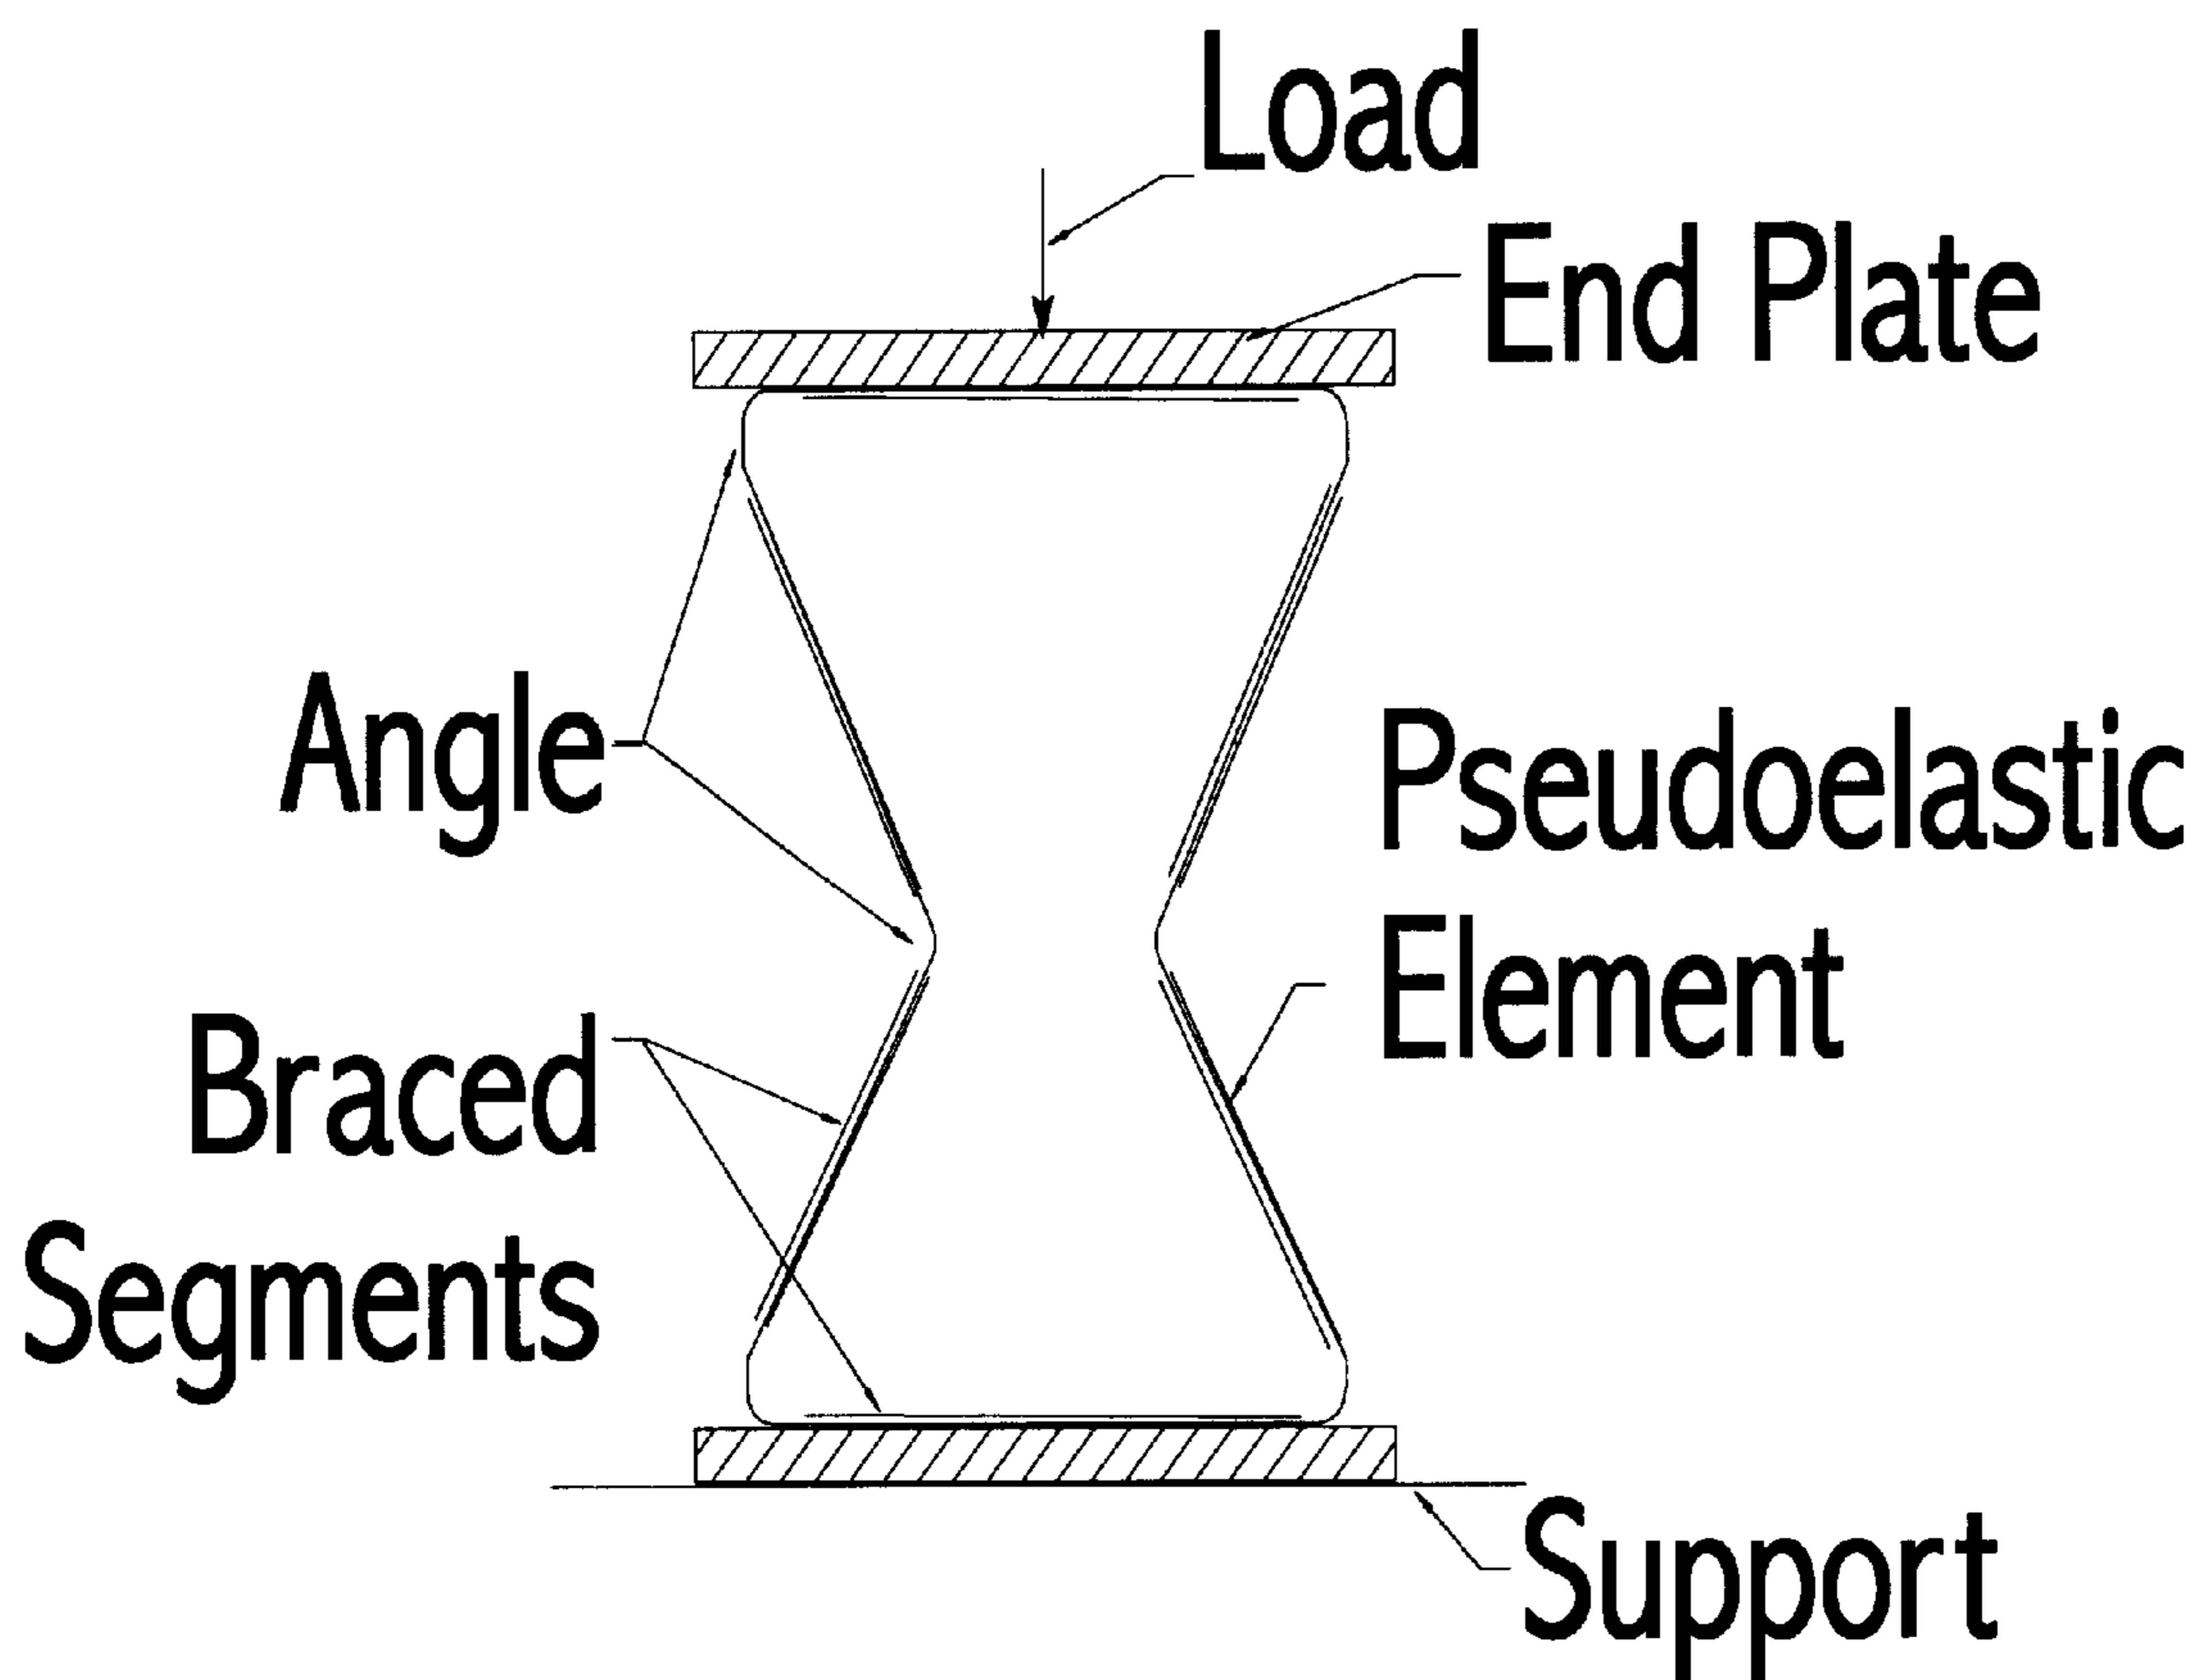 Load
End Plate
Angle
Pseudoelastic
Element
Braced
Segments
Support